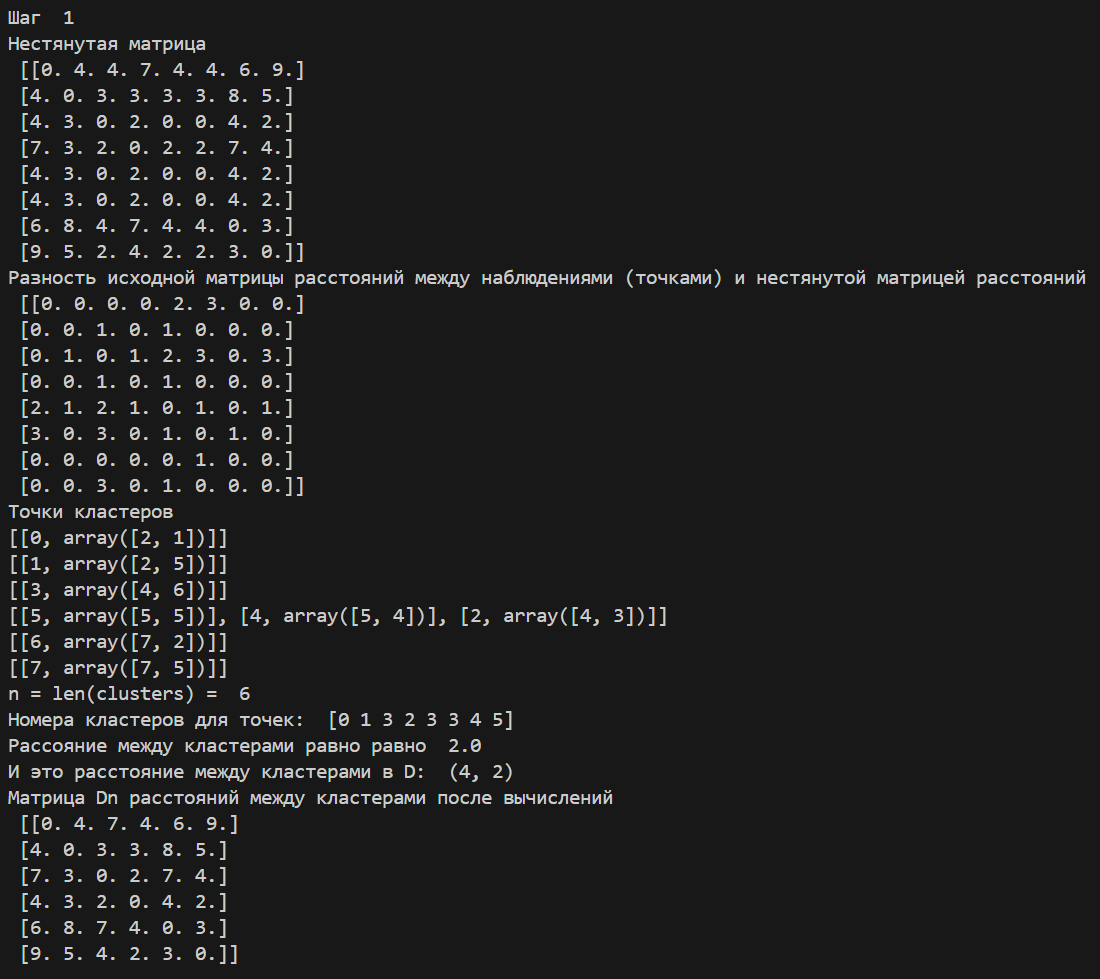 Шаг  1
Нестянутая матрица
 [[0. 4. 4. 7. 4. 4. 6. 9.]
 [4. 0. 3. 3. 3. 3. 8. 5.]
 [4. 3. 0. 2. 0. 0. 4. 2.]
 [7. 3. 2. 0. 2. 2. 7. 4.]
 [4. 3. 0. 2. 0. 0. 4. 2.]
 [4. 3. 0. 2. 0. 0. 4. 2.]
 [6. 8. 4. 7. 4. 4. 0. 3.]
 [9. 5. 2. 4. 2. 2. 3. 0.]]
Разность исходной матрицы расстояний между наблюдениями (точками) и нестянутой матрицей расстояний
 [[0. 0. 0. 0. 2. 3. 0. 0.]
 [0. 0. 1. 0. 1. 0. 0. 0.]
 [0. 1. 0. 1. 2. 3. 0. 3.]
 [0. 0. 1. 0. 1. 0. 0. 0.]
 [2. 1. 2. 1. 0. 1. 0. 1.]
 [3. 0. 3. 0. 1. 0. 1. 0.]
 [0. 0. 0. 0. 0. 1. 0. 0.]
 [0. 0. 3. 0. 1. 0. 0. 0.]]
Точки кластеров
[[0, array([2, 1])]]
[[1, array([2, 5])]]
[[3, array([4, 6])]]
[[5, array([5, 5])], [4, array([5, 4])], [2, array([4, 3])]]
[[6, array([7, 2])]]
[[7, array([7, 5])]]
n = len(clusters) =  6
Номера кластеров для точек:  [0 1 3 2 3 3 4 5]
Рассояние между кластерами равно равно  2.0
И это расстояние между кластерами в D:  (4, 2)
Матрица Dn расстояний между кластерами после вычислений
 [[0. 4. 7. 4. 6. 9.]
 [4. 0. 3. 3. 8. 5.]
 [7. 3. 0. 2. 7. 4.]
 [4. 3. 2. 0. 4. 2.]
 [6. 8. 7. 4. 0. 3.]
 [9. 5. 4. 2. 3. 0.]]